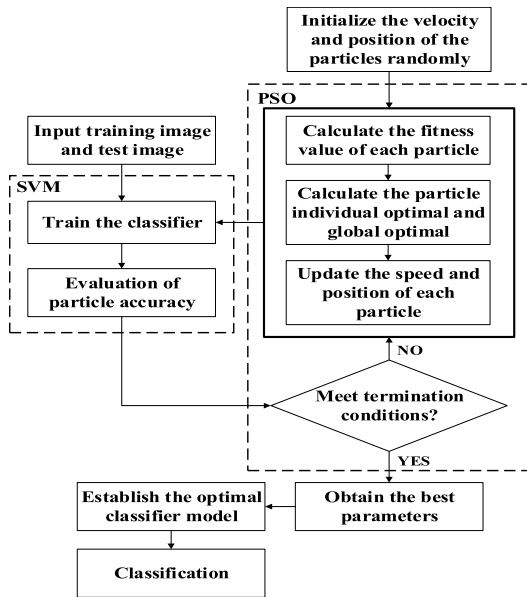 Initialize the velocity
and position of the
particles randomly
PSO
Input training image
and test image
Calculate the fitness
value of each particle
SVM
Train the classifier
Calculate the particle
individual optimal and
global optimal
Evaluation of
particle accuracy
Update the speed and
position of each
particle
NO
Meet termination
conditions?
YES
Establish the optimal
classifier model
Obtain the best
parameters
Classification